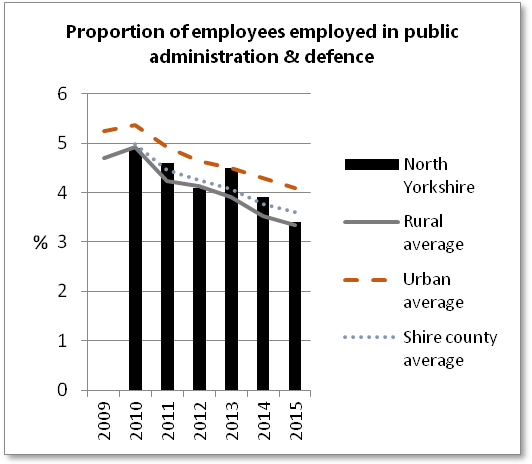 Proportion of employees employed in public
administration & defence
6
5
4
3
2
1
0
%
2009
2010
2011
2012
2013
2014
2015
North
Yorkshire
Rural
average
Urban
average
Shire county
average